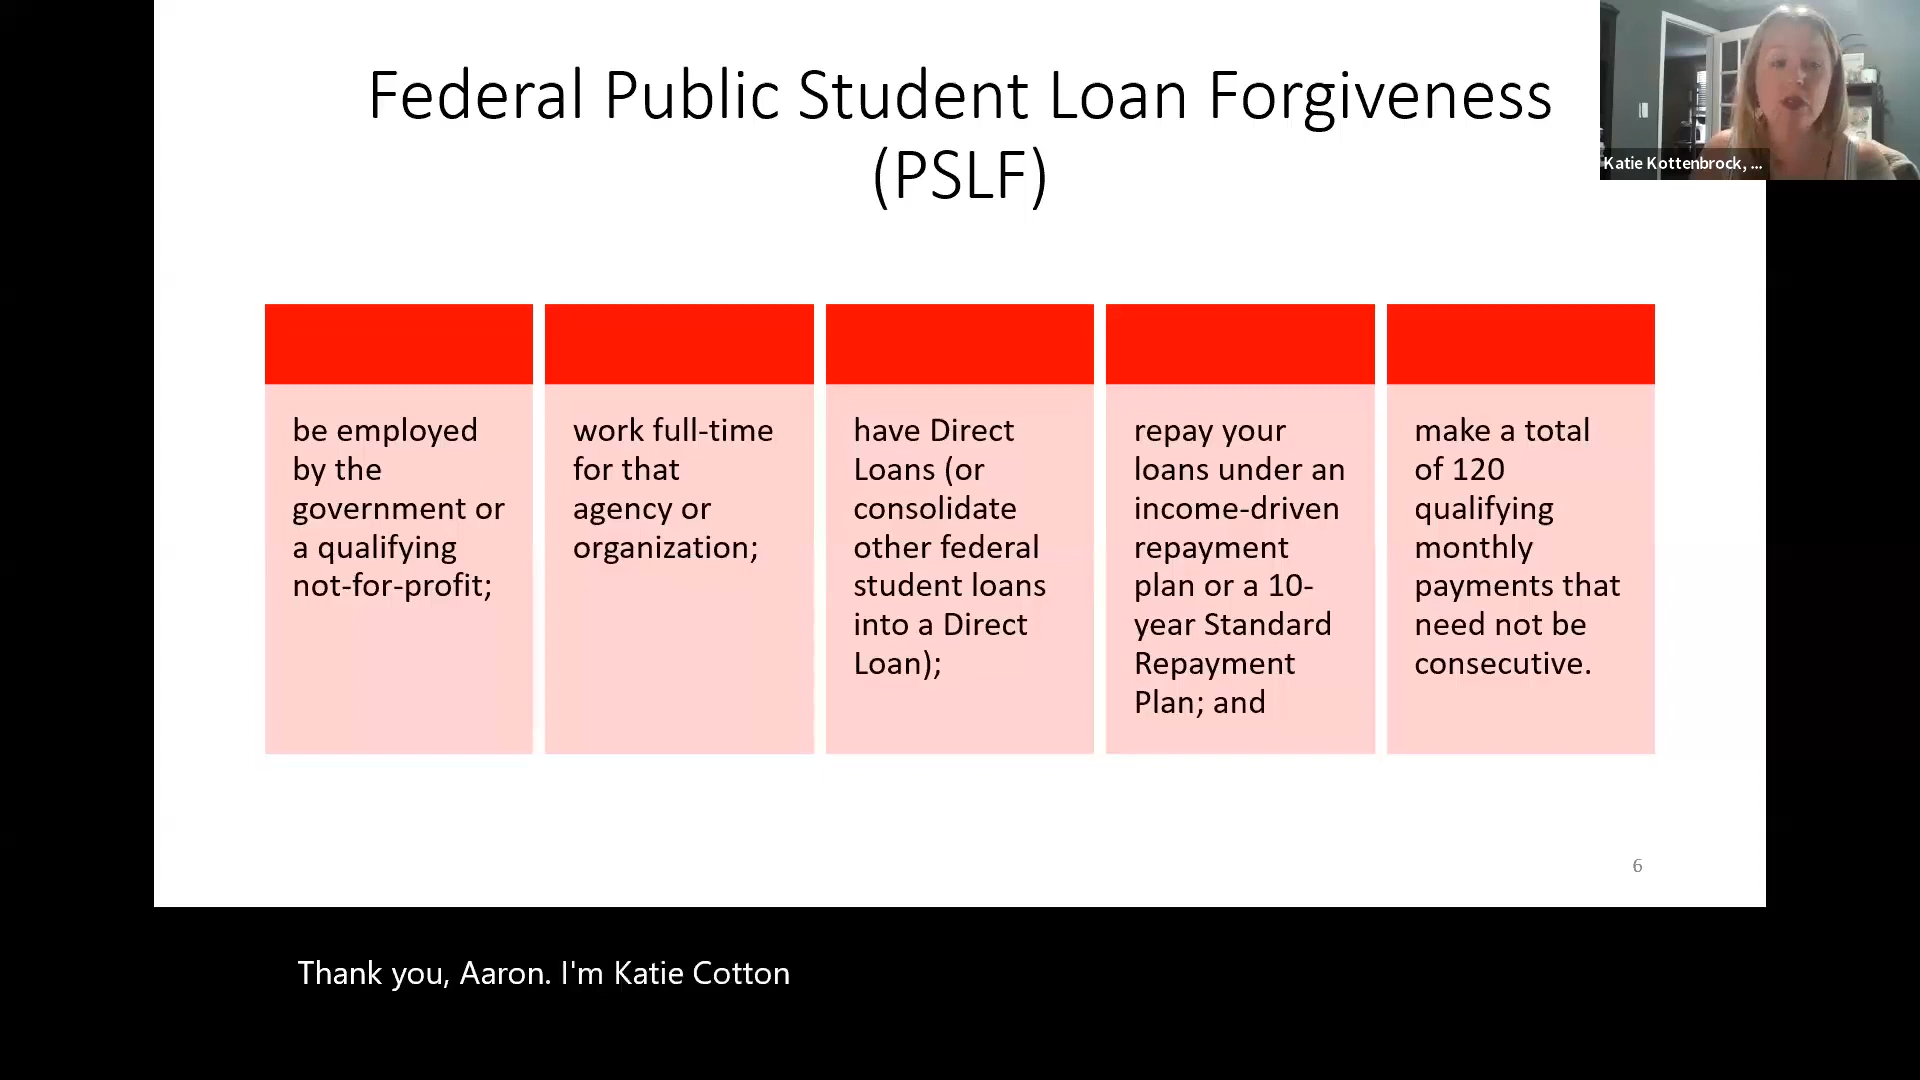 Federal Public Student Loan Forgiveness
(PSLF)
Katie Kottenbrock, ...
be employed
by the
government or
a qualifying
not-for-profit;
work full-time
for that
agency or
organization;
have Direct
Loans (or
consolidate
other federal
student loans
into a Direct
Loan);
repay your
loans under an
income-driven
repayment
plan or a 10-
year Standard
Repayment
Plan; and
make a total
of 120
qualifying
monthly
payments that
need not be
consecutive.
6
Thank you, Aaron. I'm Katie Cotton